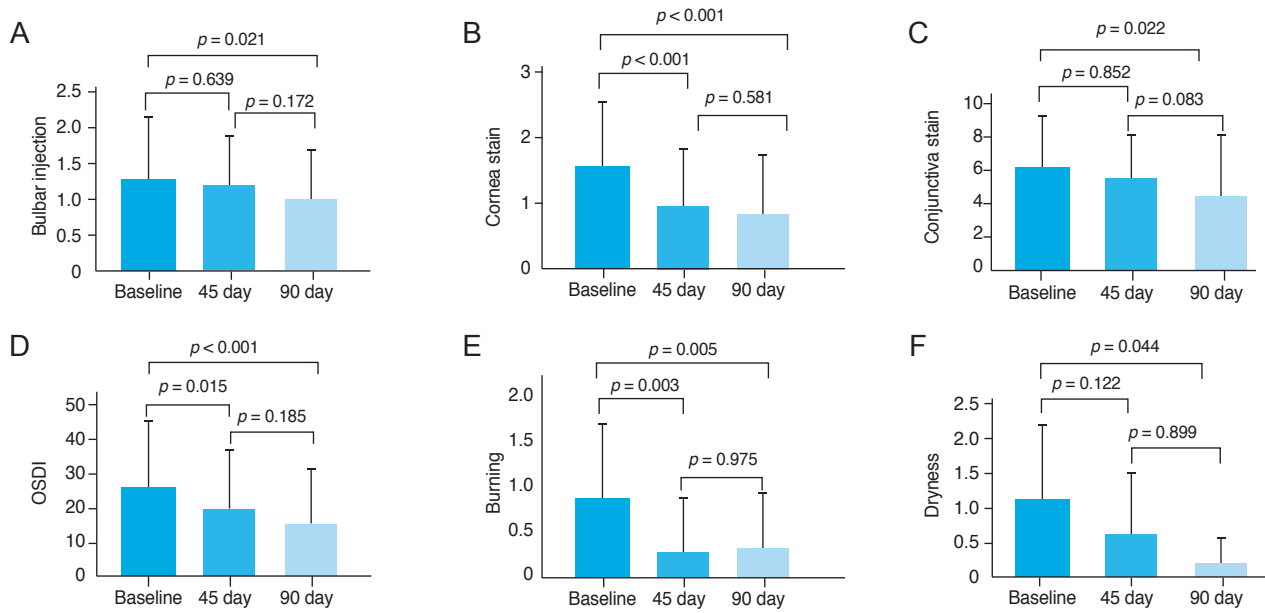 A
p = 0.021
p = 0.639
p = 0.172
Bulbar injection
2.5
2.0
1.5
1.0
0.5
0
Baseline 45 day 90 day
B
p < 0.001
p < 0.001
p = 0.581
Cornea stain
3
2
1
0
Baseline 45 day 90 day
C
p = 0.022
p = 0.852
p = 0.083
Conjunctiva stain
10
8
6
4
2
0
Baseline 45 day 90 day
D
p < 0.001
p = 0.015
p = 0.185
OSDI
50
40
30
20
10
0
Baseline 45 day 90 day
E
p = 0.005
p = 0.003
p = 0.975
Burning
2.0
1.5
1.0
0.5
0
Baseline 45 day 90 day
F
p = 0.044
p = 0.122
p = 0.899
Dryness
2.5
2.0
1.5
1.0
0.5
0
Baseline 45 day 90 day